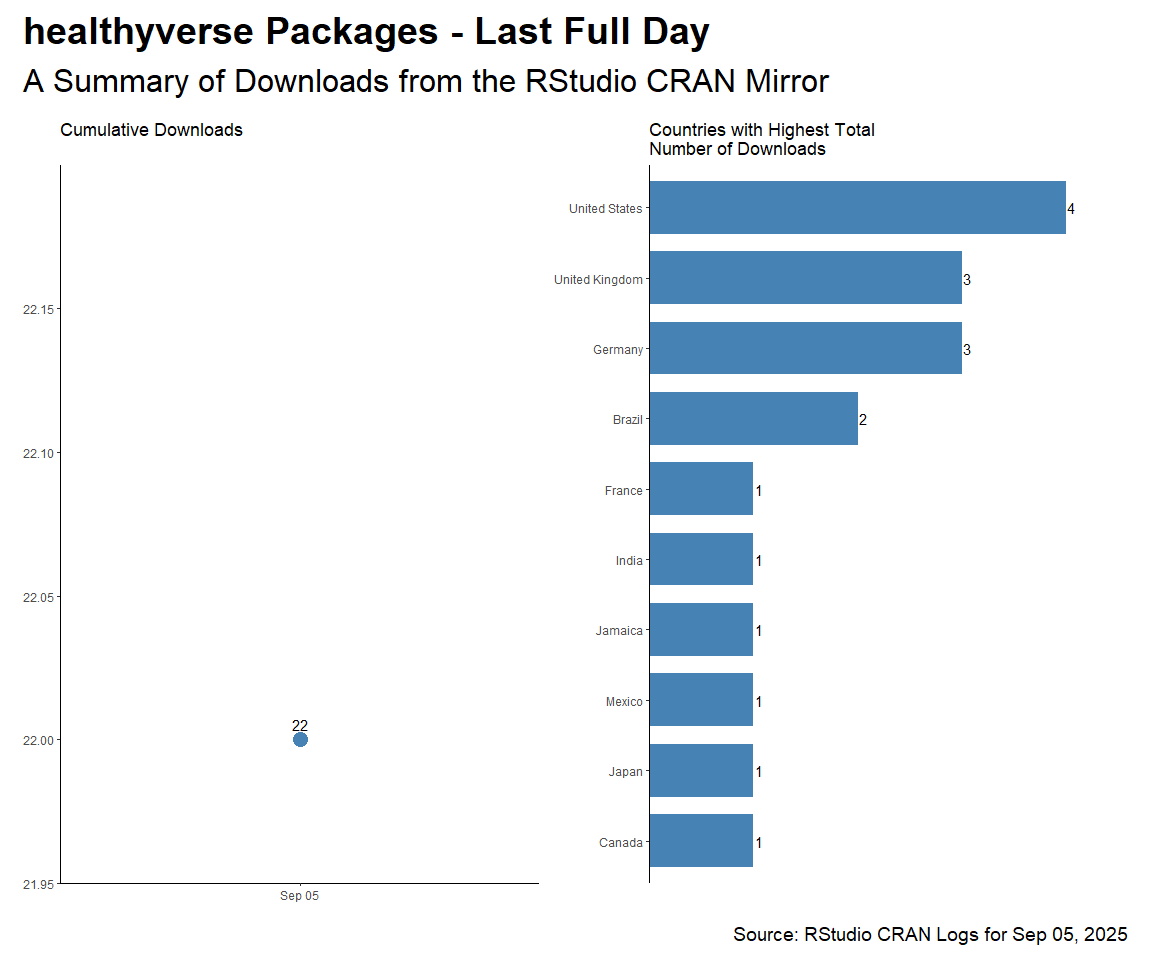 healthyverse Packages - Last Full Day
A Summary of Downloads from the RStudio CRAN Mirror
Cumulative Downloads
22.15
22.10
22.05
22.00
21.95
22
Sep 05
Countries with Highest Total
Number of Downloads
United States 4
United Kingdom 3
Germany 3
Brazil 2
France 1
India 1
Jamaica 1
Mexico 1
Japan 1
Canada 1
Source: RStudio CRAN Logs for Sep 05, 2025